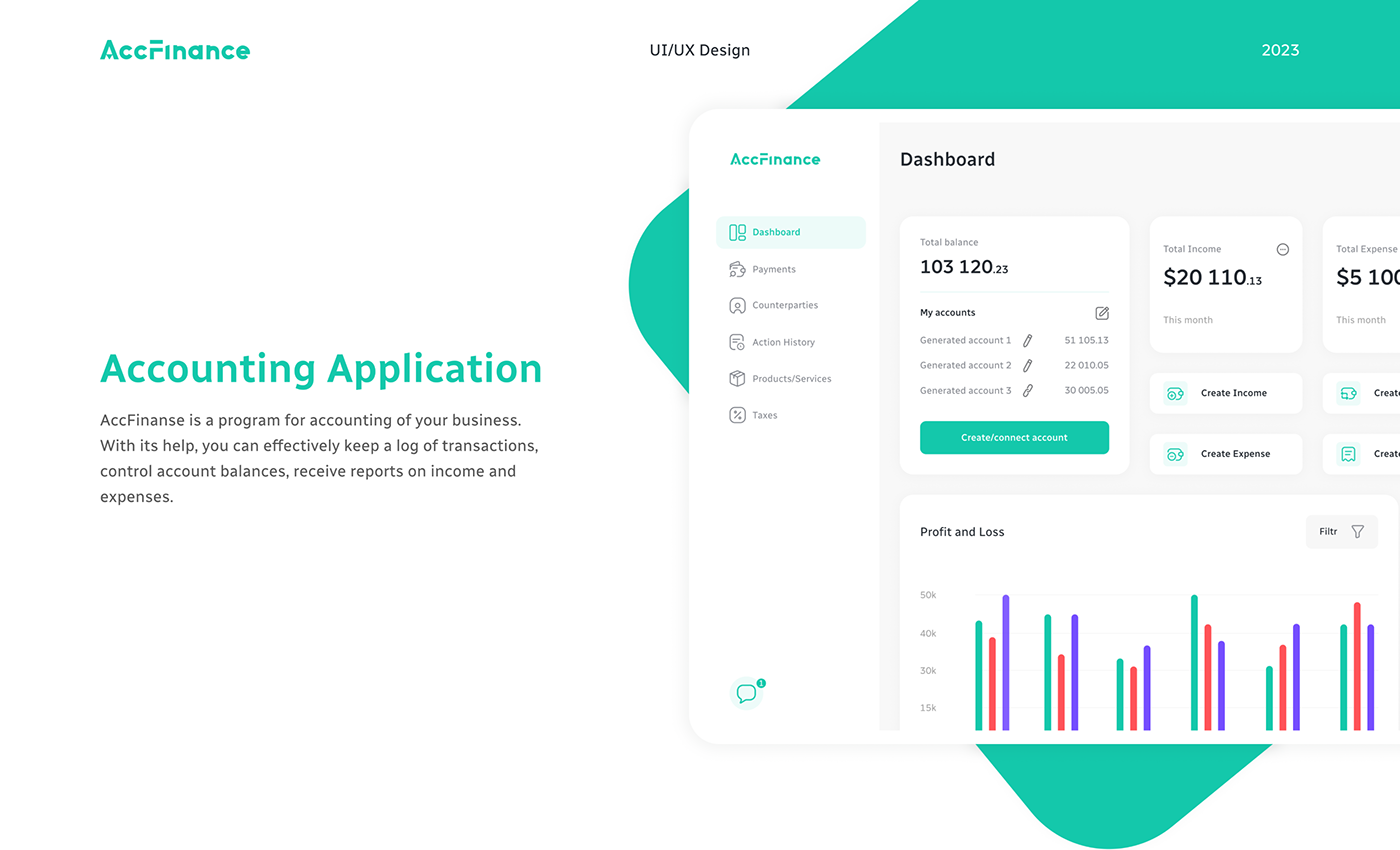 AccFinance
UI/UX Design
2023
Accounting Application
AccFinanse is a program for accounting of your business.
With its help, you can effectively keep a log of transactions,
control account balances, receive reports on income and
expenses.
AccFinance
Dashboard
Payments
Counterparties
Action History
Products/Services
Taxes
1
Dashboard
Total balance
103 120.23
My accounts
Generated account 1 51 105.13
Generated account 2 22 010.05
Generated account 3 30 005.05
Create/connect account
Total Income
$20 110.13
This month
Total Expense
$5 100
This month
Create Income
Create Expense
Profit and Loss
Filtr
50k
40k
30k
15k